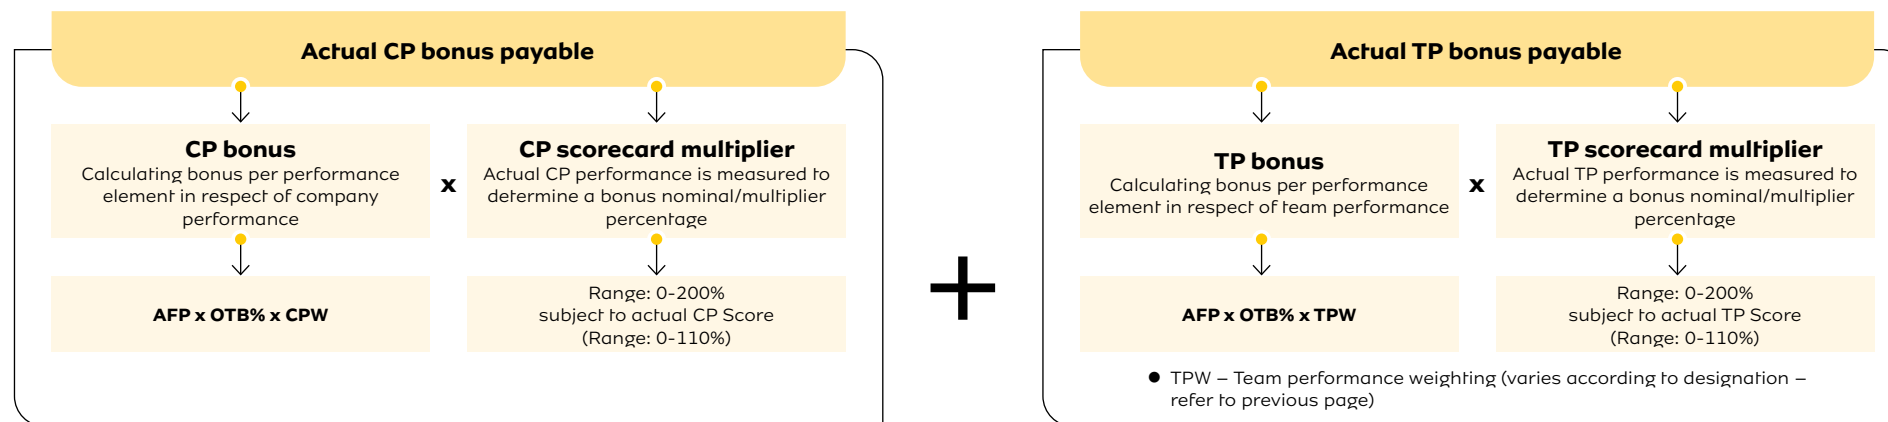 Actual CP bonus payable
CP bonus
Calculating bonus per performance
element in respect of company
performance
x
CP scorecard multiplier
Actual CP performance is measured to
determine a bonus nominal/multiplier
percentage
AFP x OTB% x CPW
Range: 0-200%
subject to actual CP Score
(Range: 0-110%)
+
Actual TP bonus payable
TP bonus
Calculating bonus per performance
element in respect of team performance
x
TP scorecard multiplier
Actual TP performance is measured to
determine a bonus nominal/multiplier
percentage
AFP x OTB% x TPW
Range: 0-200%
subject to actual TP Score
(Range: 0-110%)
● TPW – Team performance weighting (varies according to designation –
refer to previous page)